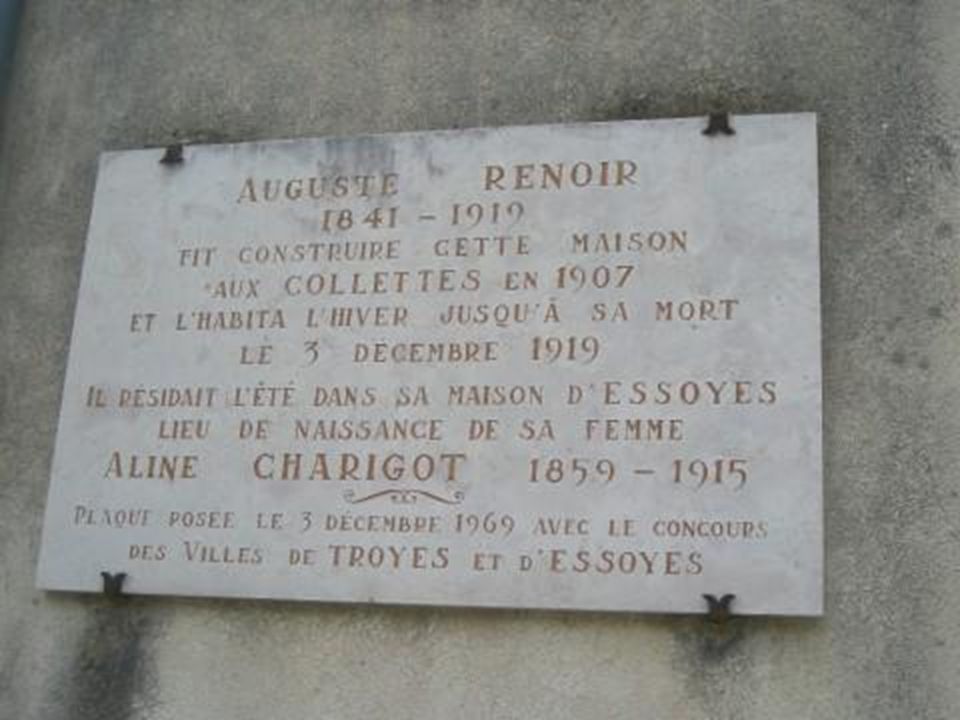 AUGUSTE RENOIR
1841 - 1919
FIT CONSTRUIRE CETTE MAISON
AUX COLLETTES EN 1907
ET L'HABITA L'HIVER JUSQU'À SA MORT
LE 3 DÉCEMBRE 1919
IL RÉSIDAIT L'ÉTÉ DANS SA MAISON D'ESSOYES
LIEU DE NAISSANCE DE SA FEMME
ALINE CHARIGOT 1859 - 1915
PLAQUE POSÉE LE 3 DÉCEMBRE 1969 AVEC LE CONCOURS
DES VILLES DE TROYES ET D'ESSOYES